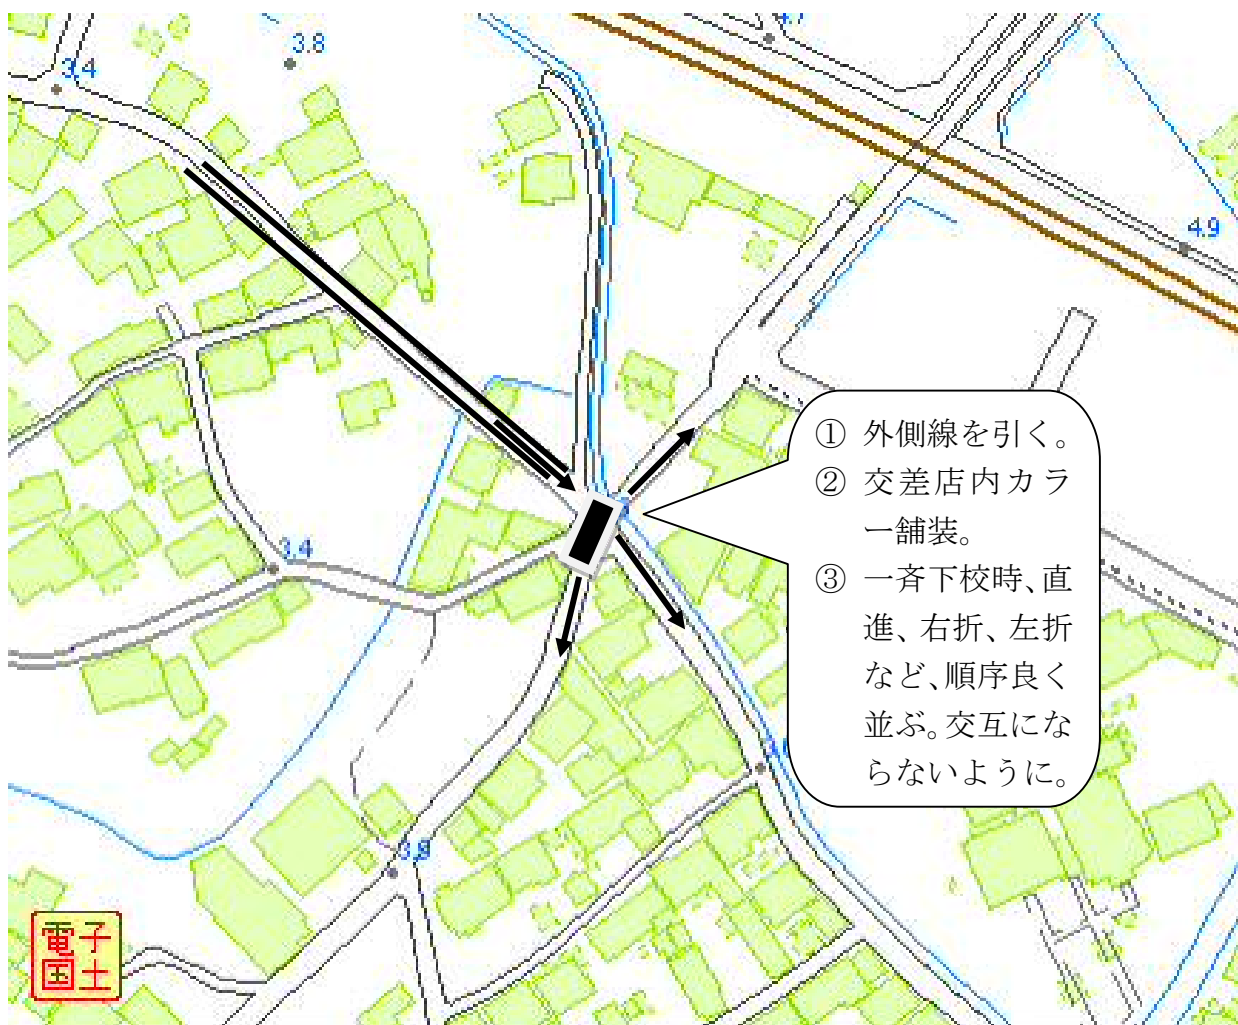 4.7
3.8
3.4
4.9
① 外側線を引く。
② 交差店内カラ
ー舗装。
③ 一斉下校時、直
進、右折、左折
など、順序良く
並ぶ。交互にな
らないように。
3.4
3.8
電子
国土